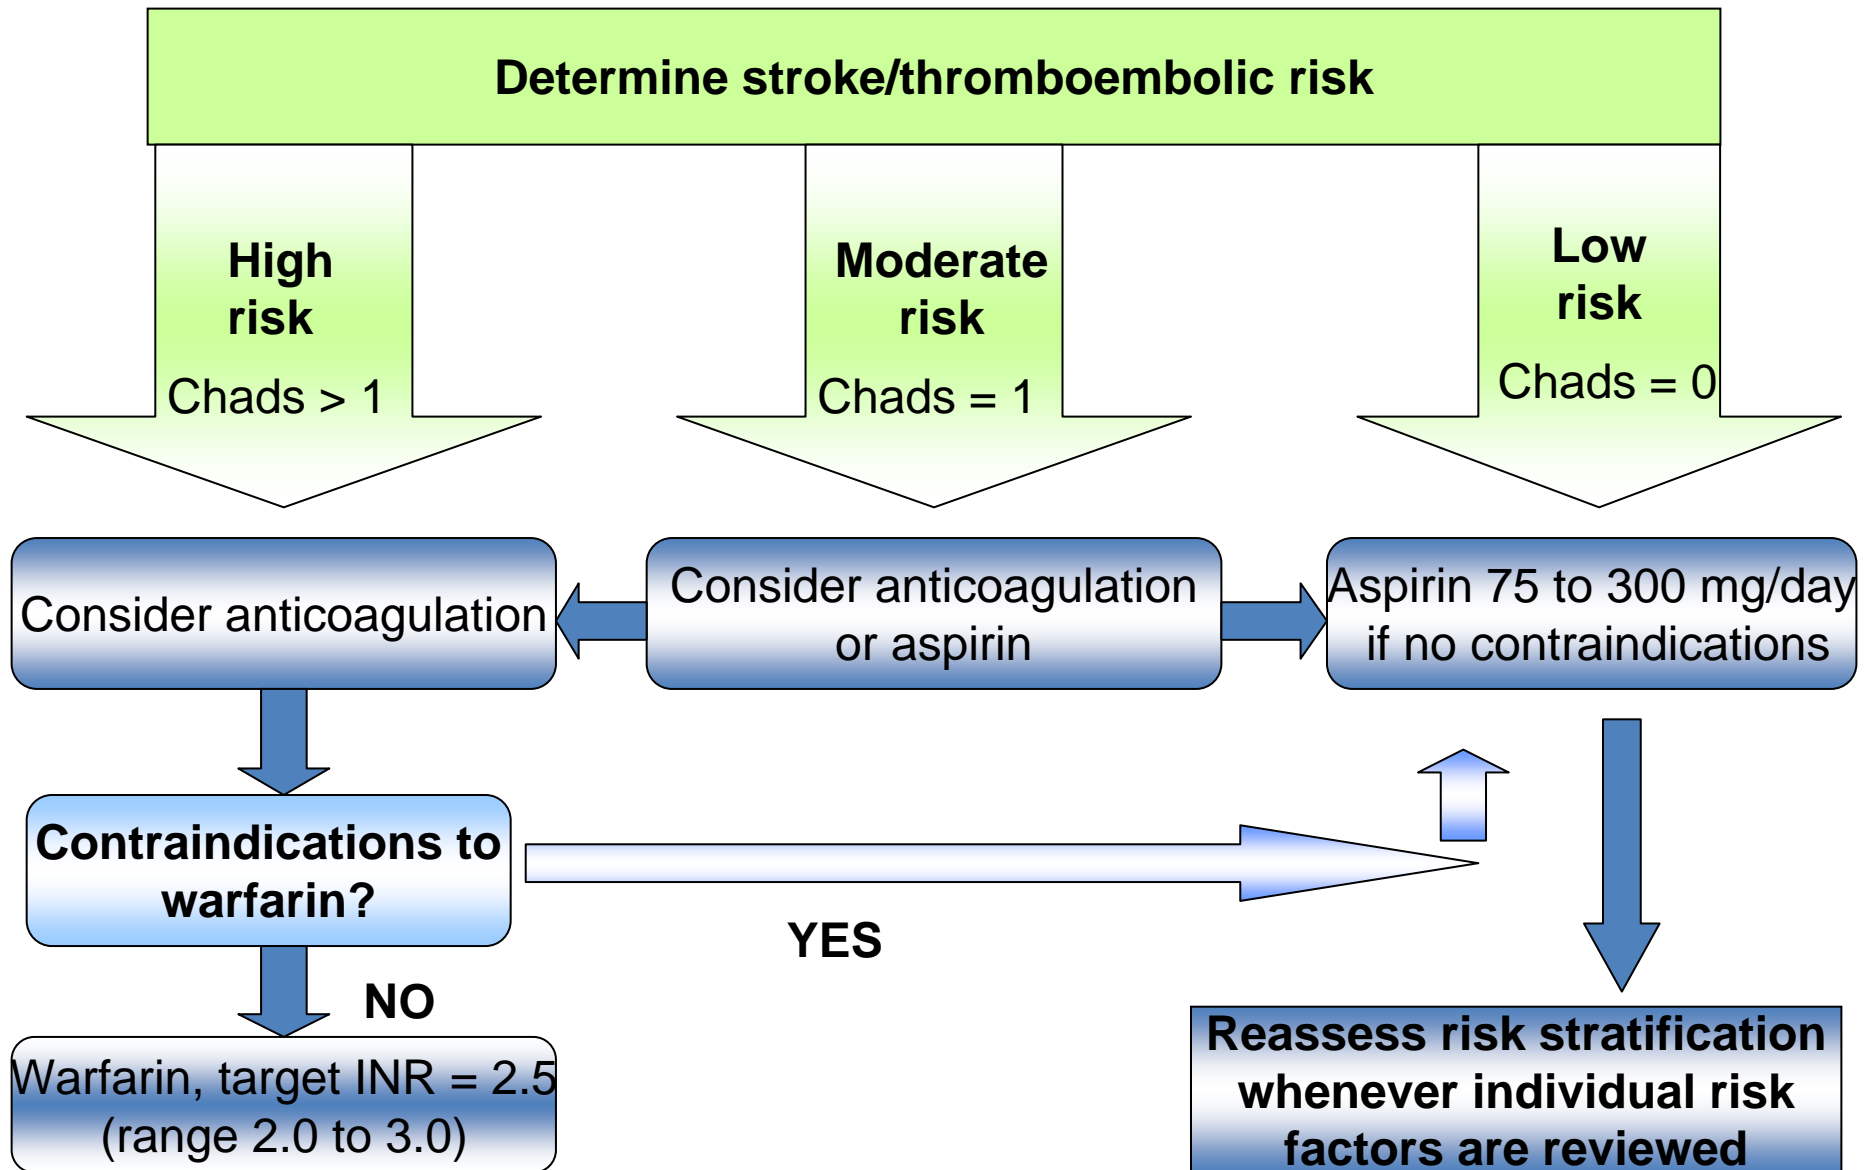 Determine stroke/thromboembolic risk
High
risk
Chads > 1
Moderate
risk
Chads = 1
Low
risk
Chads = 0
Consider anticoagulation
Consider anticoagulation
or aspirin
Aspirin 75 to 300 mg/day
if no contraindications
Contraindications to
warfarin?
YES
NO
Warfarin, target INR = 2.5
(range 2.0 to 3.0)
Reassess risk stratification
whenever individual risk
factors are reviewed